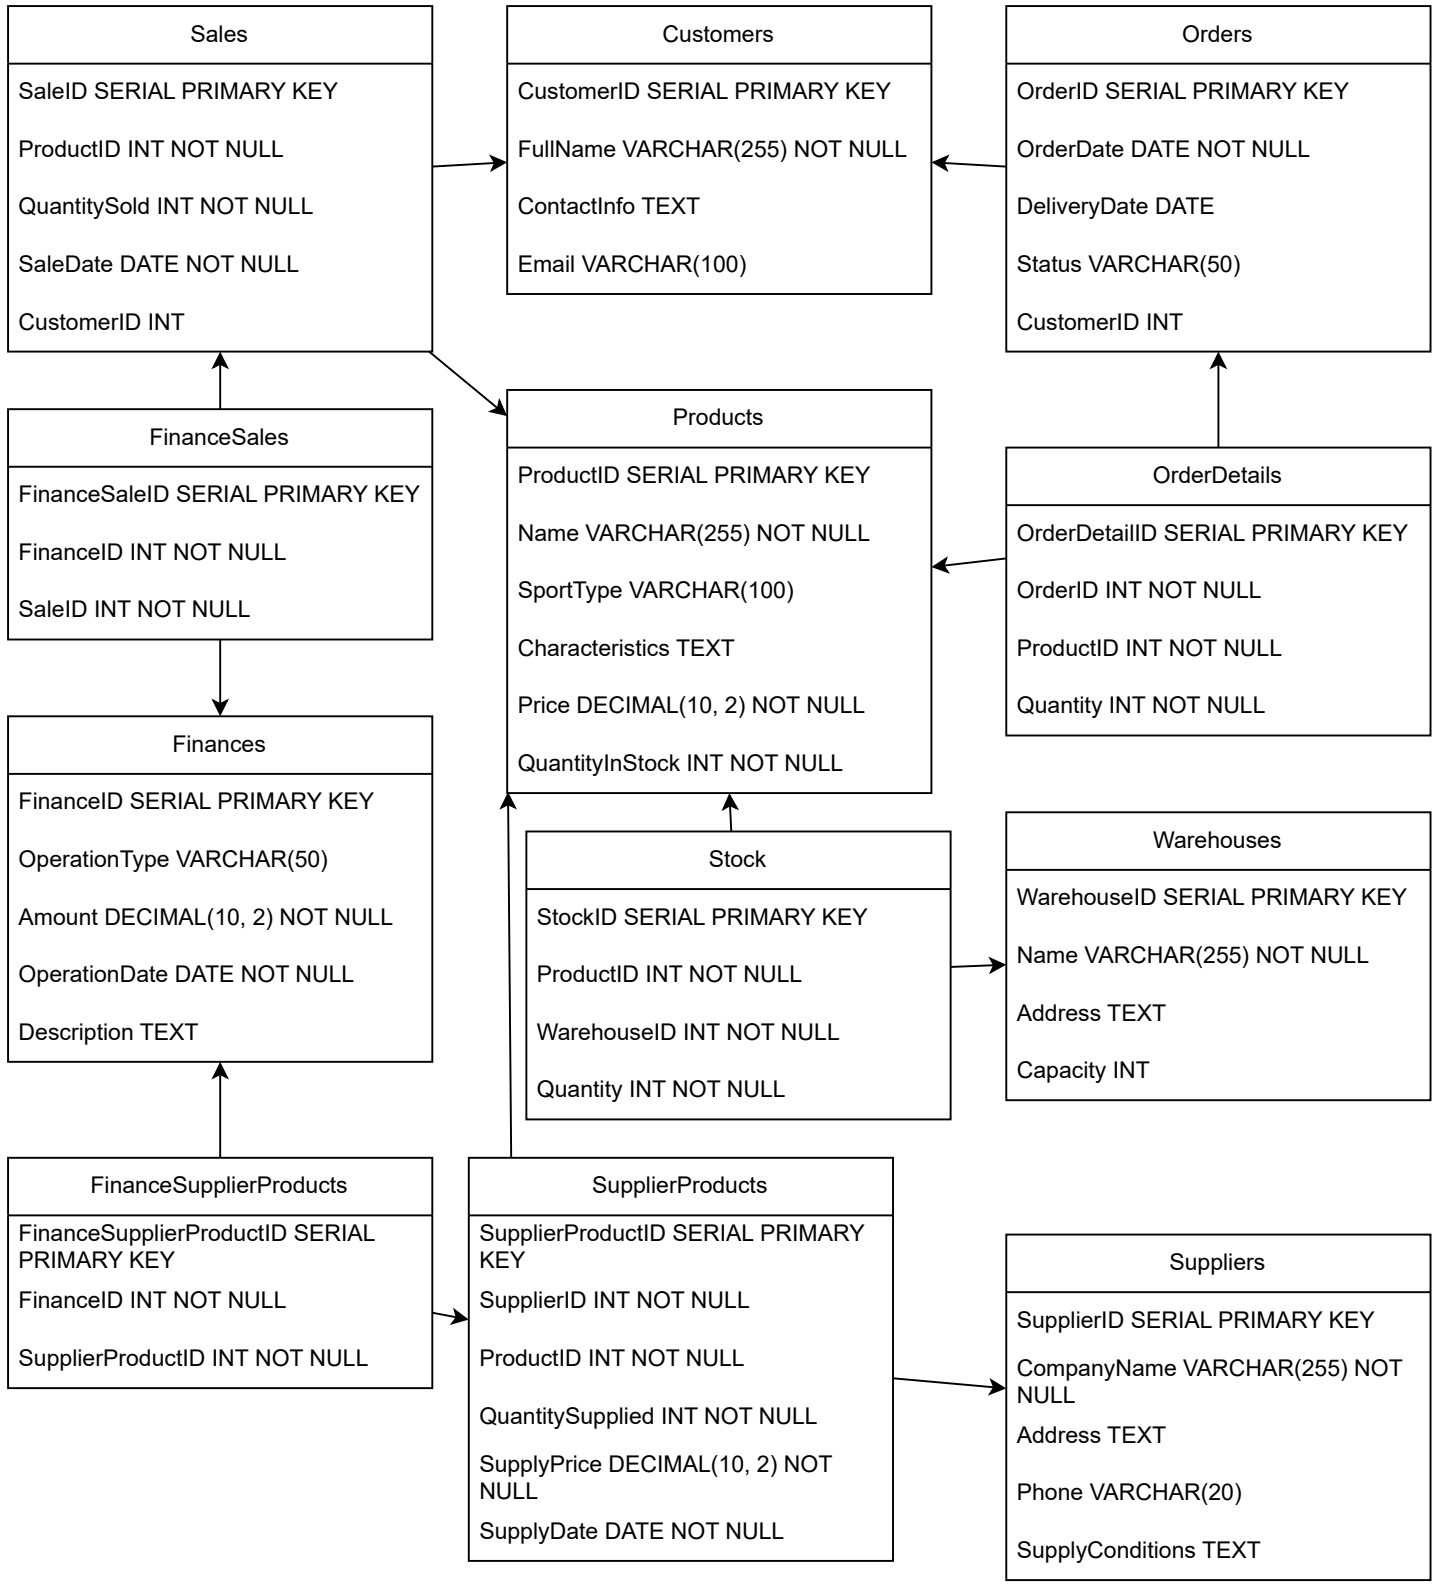 Sales
SaleID SERIAL PRIMARY KEY
ProductID INT NOT NULL
QuantitySold INT NOT NULL
SaleDate DATE NOT NULL
CustomerID INT
Customers
CustomerID SERIAL PRIMARY KEY
FullName VARCHAR(255) NOT NULL
ContactInfo TEXT
Email VARCHAR(100)
Orders
OrderID SERIAL PRIMARY KEY
OrderDate DATE NOT NULL
DeliveryDate DATE
Status VARCHAR(50)
CustomerID INT
FinanceSales
FinanceSaleID SERIAL PRIMARY KEY
FinanceID INT NOT NULL
SaleID INT NOT NULL
Products
ProductID SERIAL PRIMARY KEY
Name VARCHAR(255) NOT NULL
SportType VARCHAR(100)
Characteristics TEXT
Price DECIMAL(10, 2) NOT NULL
QuantityInStock INT NOT NULL
OrderDetails
OrderDetailID SERIAL PRIMARY KEY
OrderID INT NOT NULL
ProductID INT NOT NULL
Quantity INT NOT NULL
Finances
FinanceID SERIAL PRIMARY KEY
OperationType VARCHAR(50)
Amount DECIMAL(10, 2) NOT NULL
OperationDate DATE NOT NULL
Description TEXT
Stock
StockID SERIAL PRIMARY KEY
ProductID INT NOT NULL
WarehouseID INT NOT NULL
Quantity INT NOT NULL
Warehouses
WarehouseID SERIAL PRIMARY KEY
Name VARCHAR(255) NOT NULL
Address TEXT
Capacity INT
FinanceSupplierProducts
FinanceSupplierProductID SERIAL
PRIMARY KEY
FinanceID INT NOT NULL
SupplierProductID INT NOT NULL
SupplierProducts
SupplierProductID SERIAL PRIMARY
KEY
SupplierID INT NOT NULL
ProductID INT NOT NULL
QuantitySupplied INT NOT NULL
SupplyPrice DECIMAL(10, 2) NOT
NULL
SupplyDate DATE NOT NULL
Suppliers
SupplierID SERIAL PRIMARY KEY
CompanyName VARCHAR(255) NOT
NULL
Address TEXT
Phone VARCHAR(20)
SupplyConditions TEXT